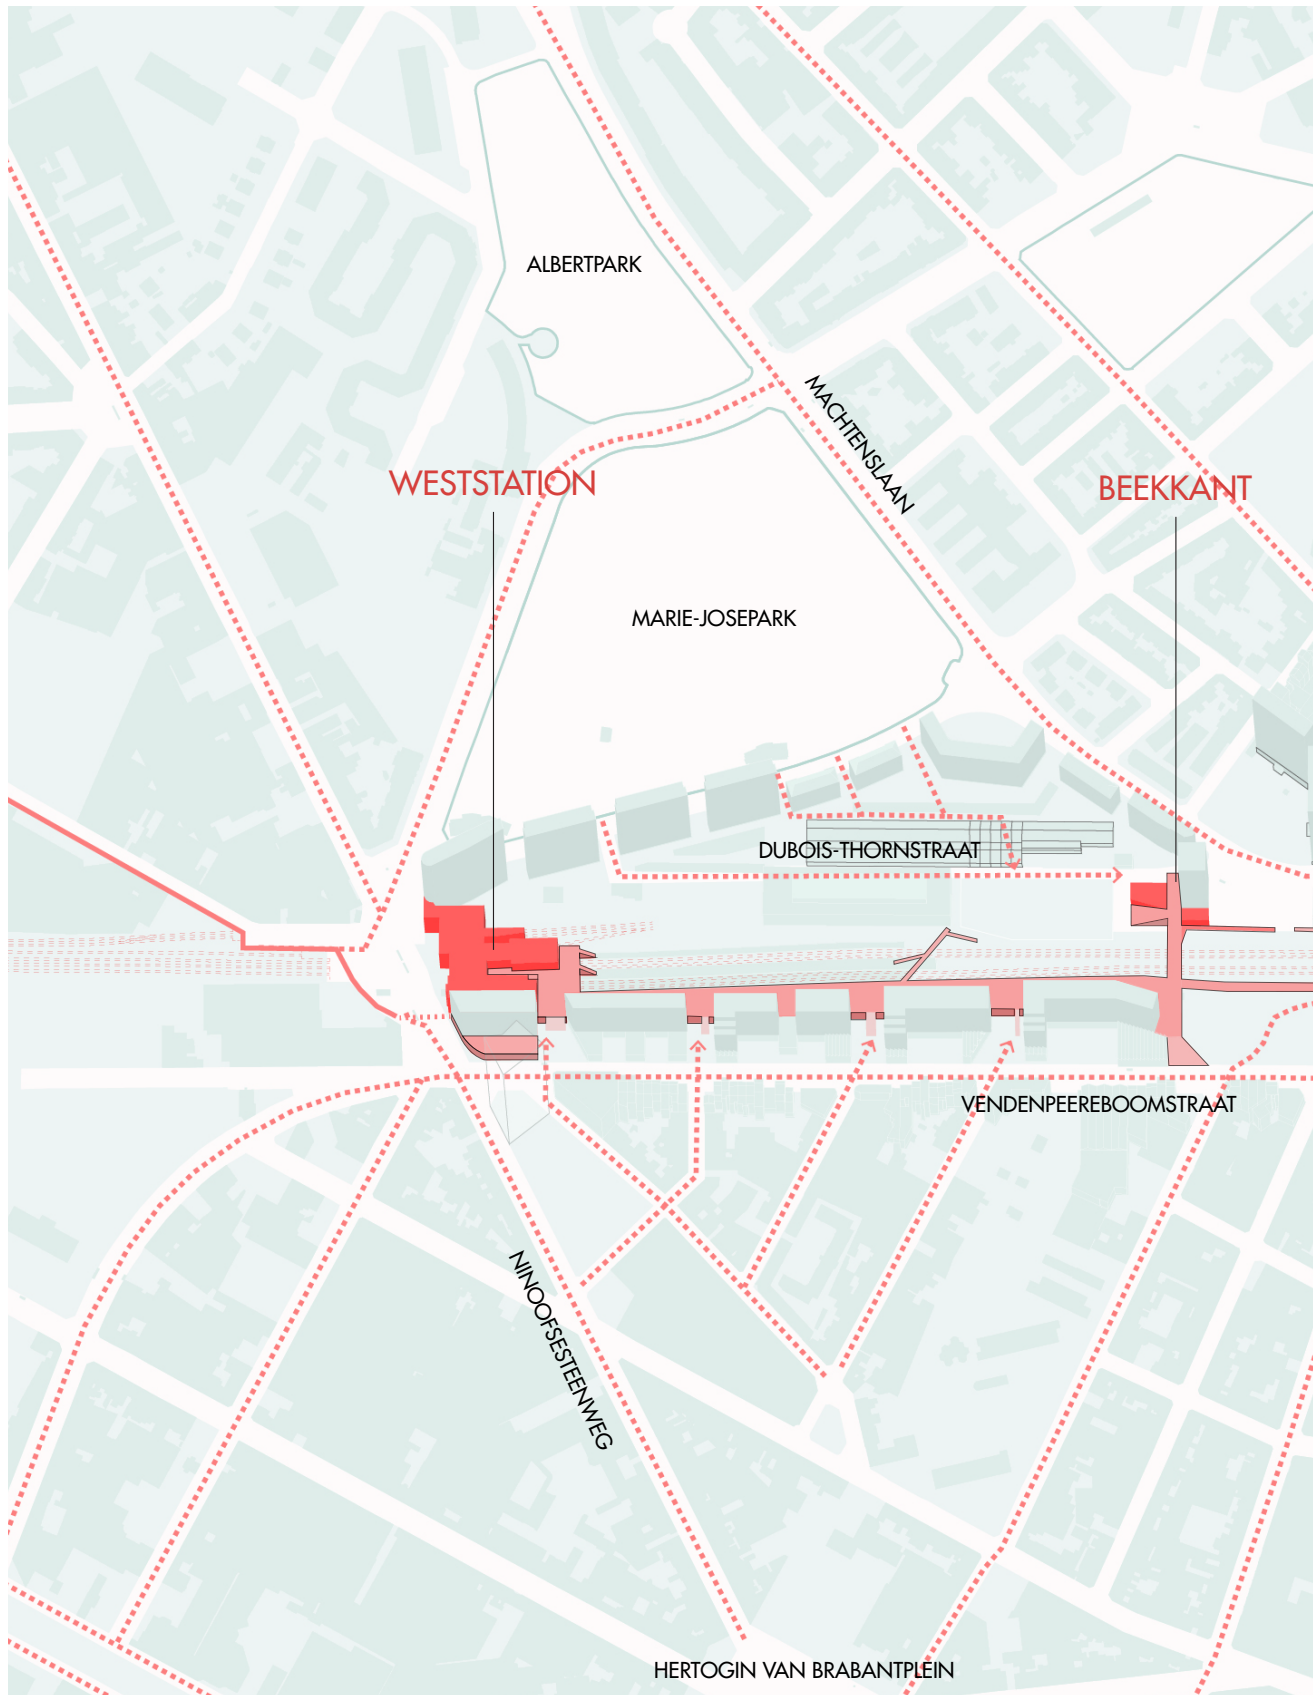 ALBERTPARK
MACHTENSLAAN
WESTSTATION
BEEKKANT
MARIE-JOSEPARK
DUBOIS-THORNSTRAAT
VENDENPEEREBOOMSTRAAT
NINOOFSESTEENWEG
HERTOGIN VAN BRABANTPLEIN